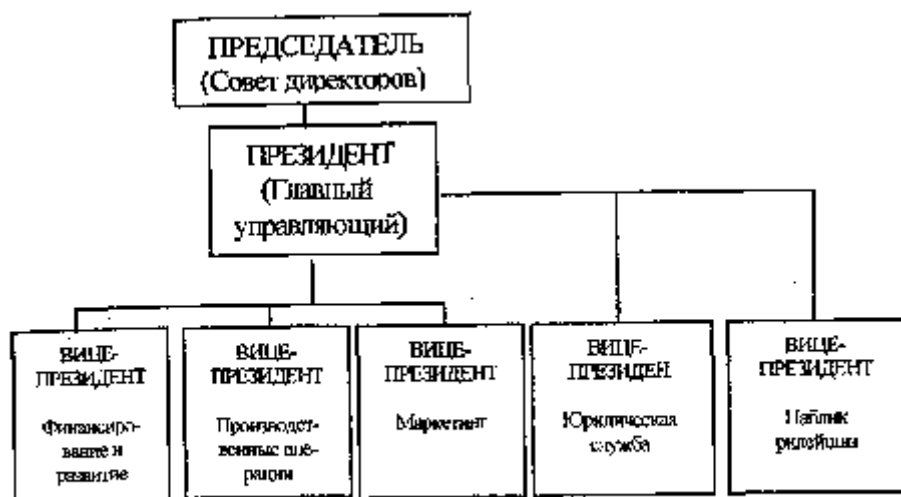 ПРЕДСЕДАТЕЛЬ
(Совет директоров)
ПРЕЗИДЕНТ
(Главный
управляющий)
ВИЦЕ-
ПРЕЗИДЕНТ
Финансиро-
вание и
развитие
ВИЦЕ-
ПРЕЗИДЕНТ
Производст-
венные опе-
рации
ВИЦЕ-
ПРЕЗИДЕНТ
Маркетинг
ВИЦЕ-
ПРЕЗИДЕН
Юридическая
служба
ВИЦЕ-
ПРЕЗИДЕНТ
Паблик
рилейшнз